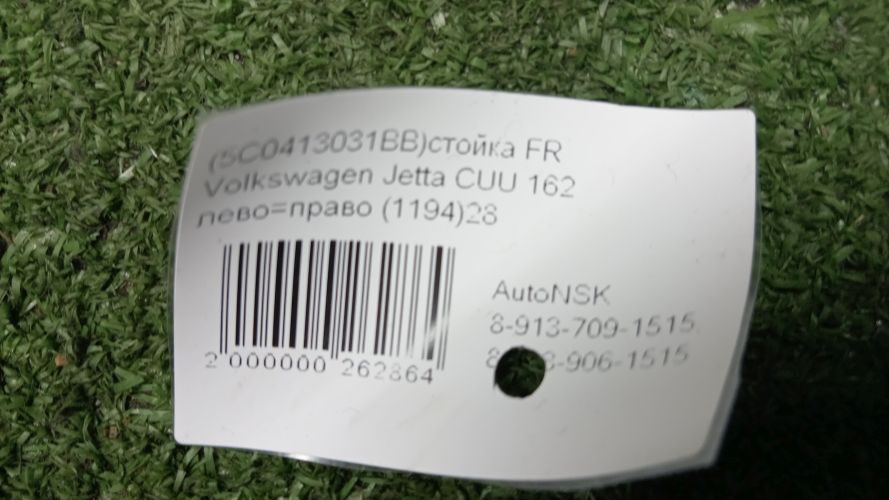 (5C0413031BB)стойка FR
Volkswagen Jetta CUU 162
лево=право (1194)28
2 000000 262864
AutoNSK
8-913-709-1515
-906-1515